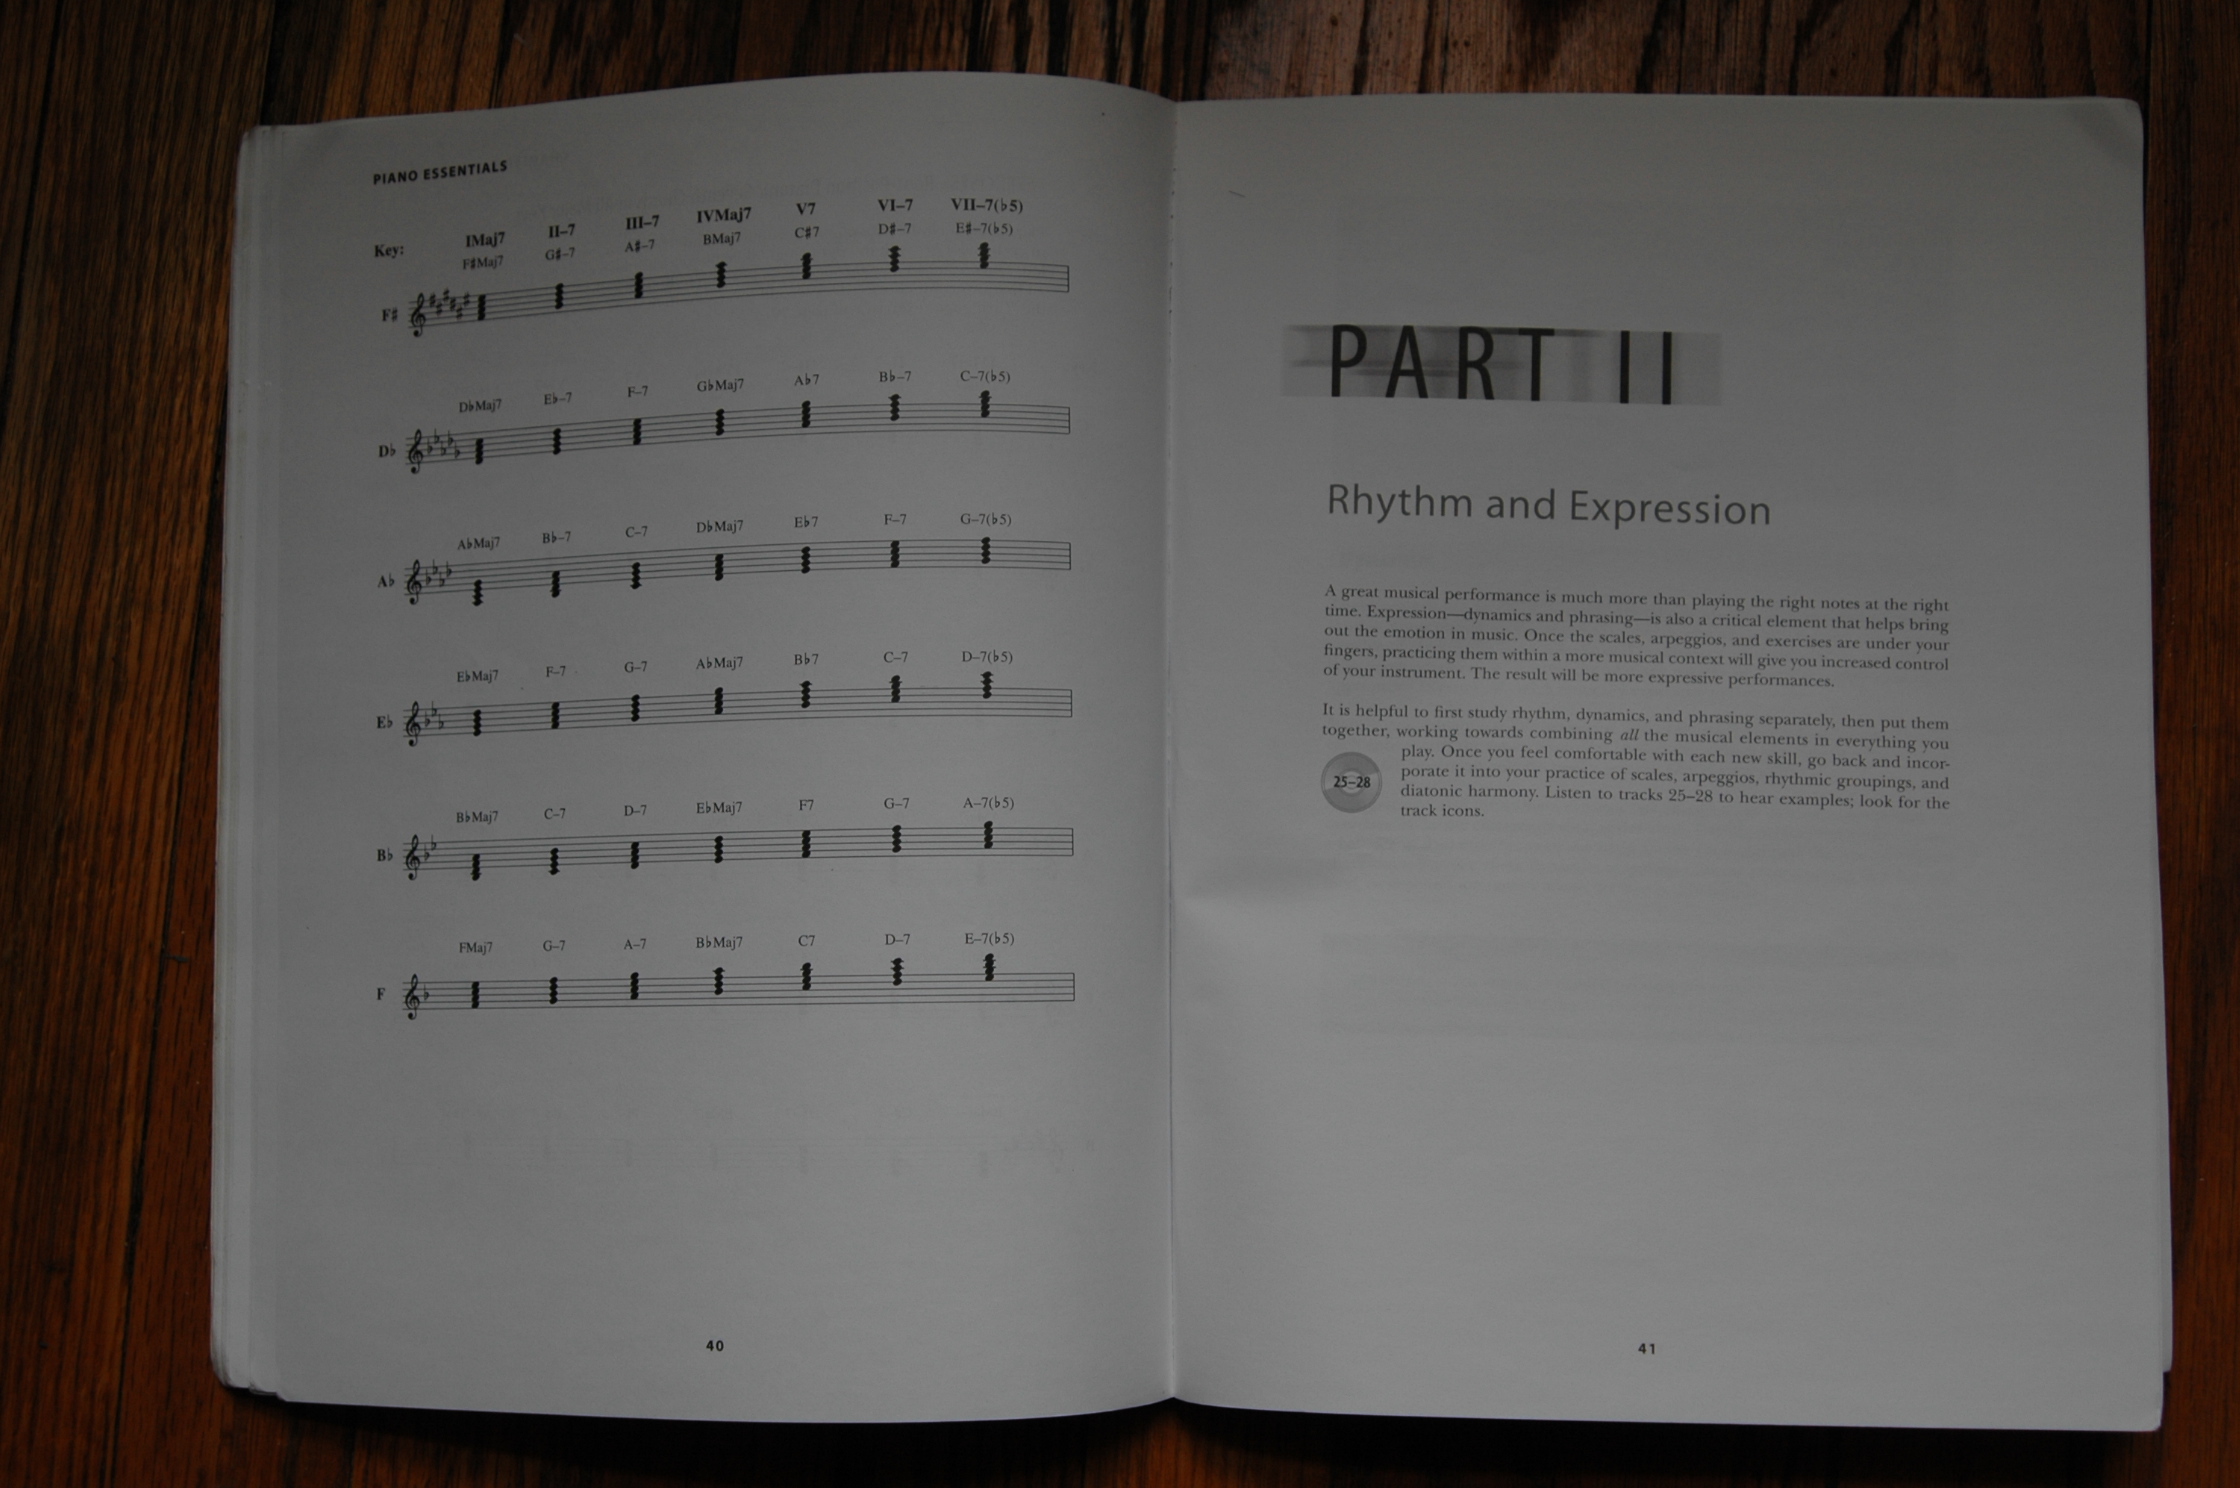 PIANO ESSENTIALS
IMaj7 II–7 III–7 IVMaj7 V7 VI–7 VII–7(♭5)
Key: F♯Maj7 G♯–7 A♯–7 BMaj7 C♯7 D♯–7 E♯–7(♭5)
F♯
D♭Maj7 E♭–7 F–7 G♭Maj7 A♭7 B♭–7 C–7(♭5)
D♭
A♭Maj7 B♭–7 C–7 D♭Maj7 E♭7 F–7 G–7(♭5)
A♭
E♭Maj7 F–7 G–7 A♭Maj7 B♭7 C–7 D–7(♭5)
E♭
B♭Maj7 C–7 D–7 E♭Maj7 F7 G–7 A–7(♭5)
B♭
FMaj7 G–7 A–7 B♭Maj7 C7 D–7 E–7(♭5)
F
40
PART II
Rhythm and Expression
A great musical performance is much more than playing the right notes at the right
time. Expression—dynamics and phrasing—is also a critical element that helps bring
out the emotion in music. Once the scales, arpeggios, and exercises are under your
fingers, practicing them within a more musical context will give you increased control
of your instrument. The result will be more expressive performances.
It is helpful to first study rhythm, dynamics, and phrasing separately, then put them
together, working towards combining all the musical elements in everything you
play. Once you feel comfortable with each new skill, go back and incor-
porate it into your practice of scales, arpeggios, rhythmic groupings, and
25–28
diatonic harmony. Listen to tracks 25–28 to hear examples; look for the
track icons.
41